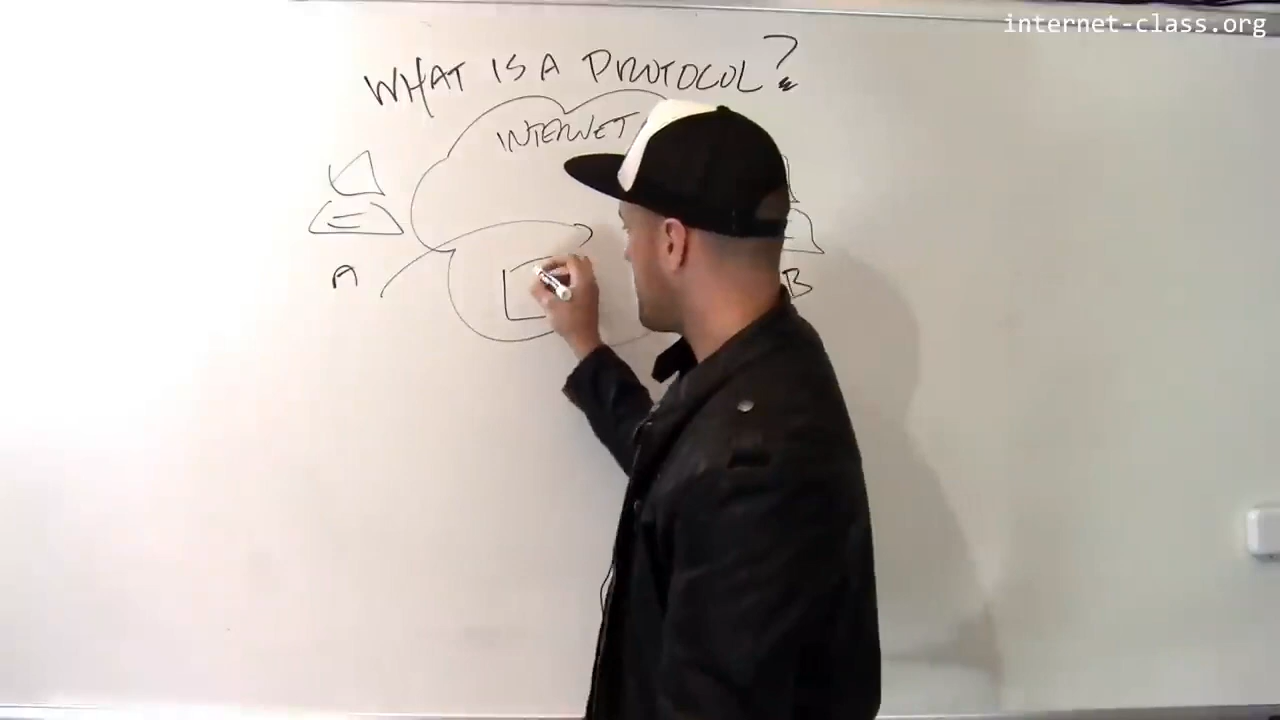 internet-class.org
WHAT IS A PROTOCOL?
INTERNET
A
B